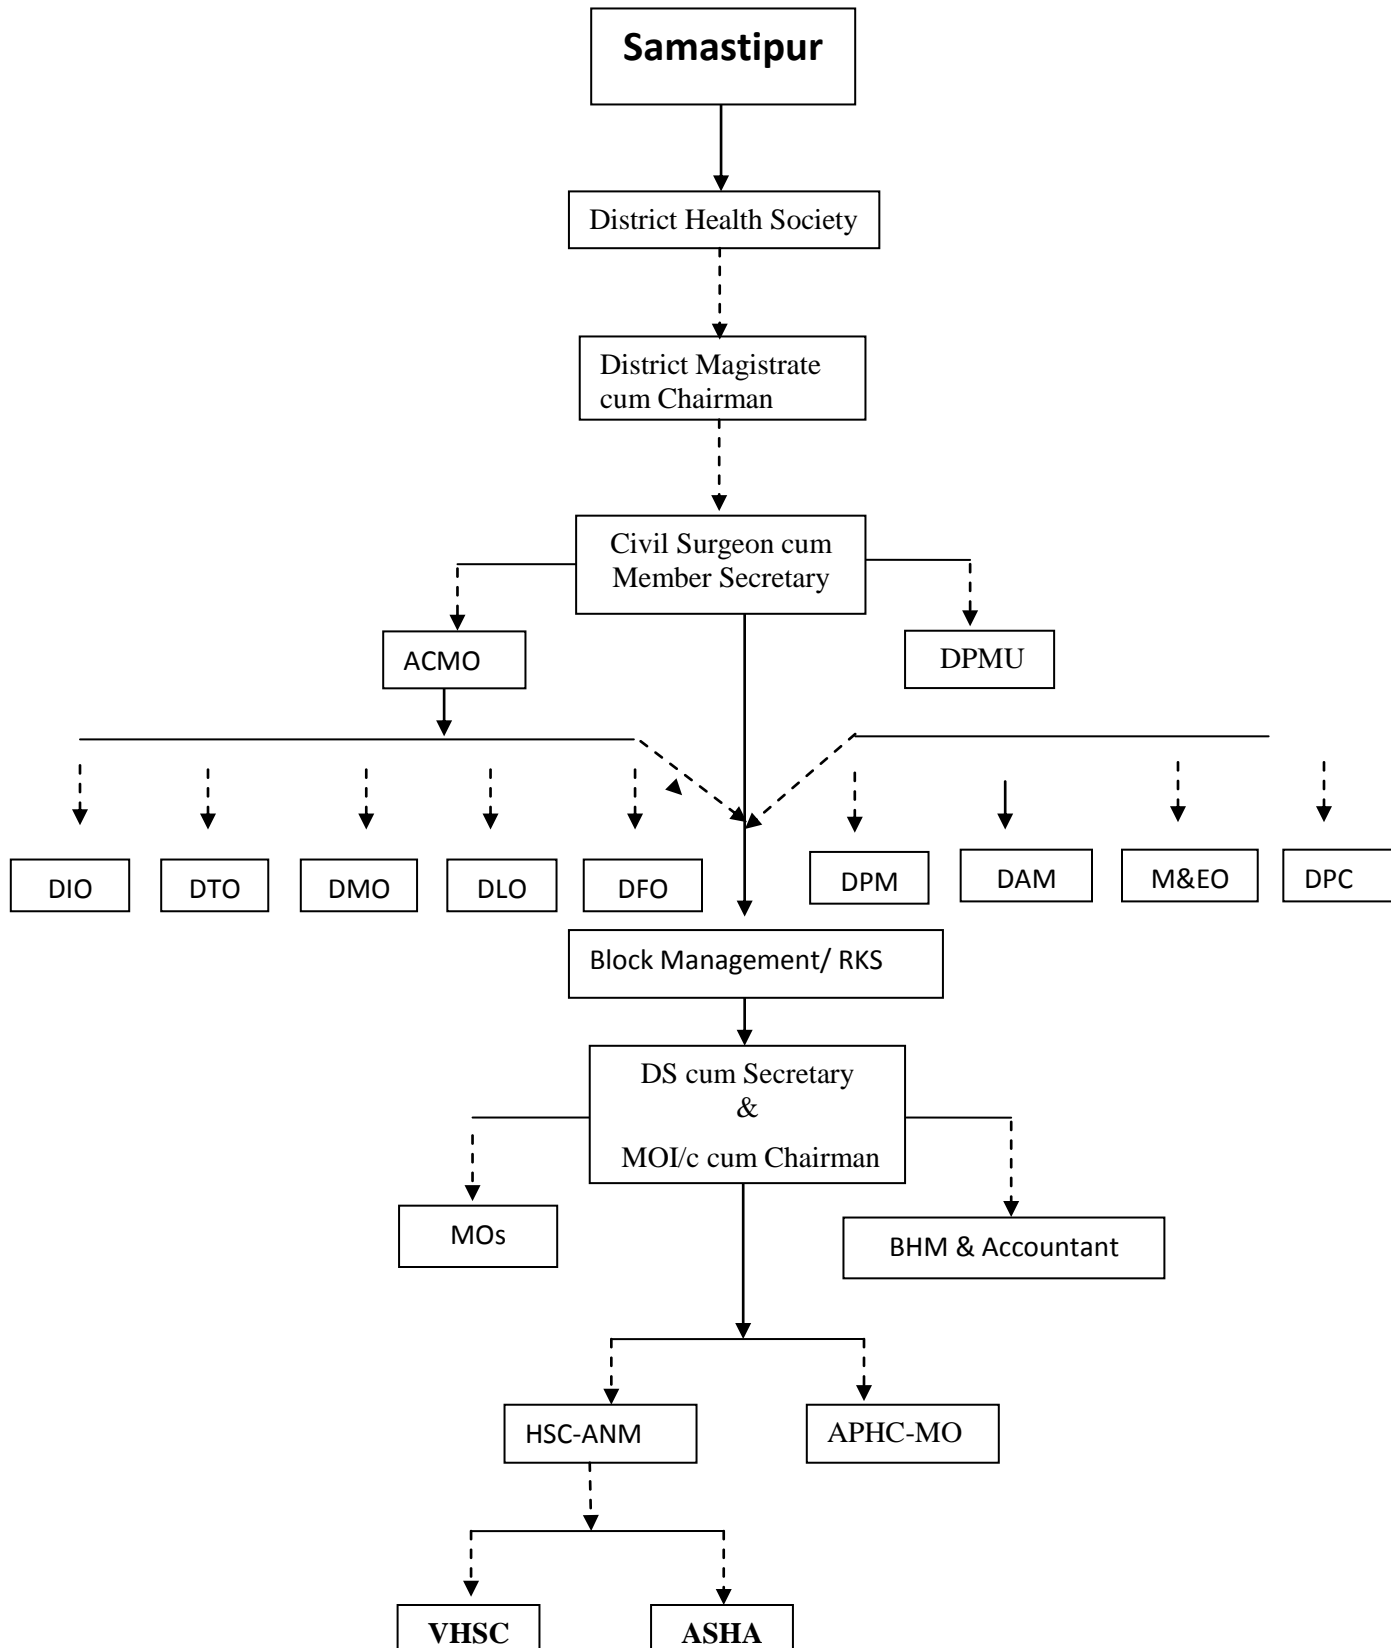 Samastipur
District Health Society
District Magistrate
cum Chairman
Civil Surgeon cum
Member Secretary
ACMO
DPMU
DIO
DTO
DMO
DLO
DFO
DPM
DAM
M&EO
DPC
Block Management/ RKS
DS cum Secretary
&
MOI/c cum Chairman
MOs
BHM & Accountant
HSC-ANM
APHC-MO
VHSC
ASHA